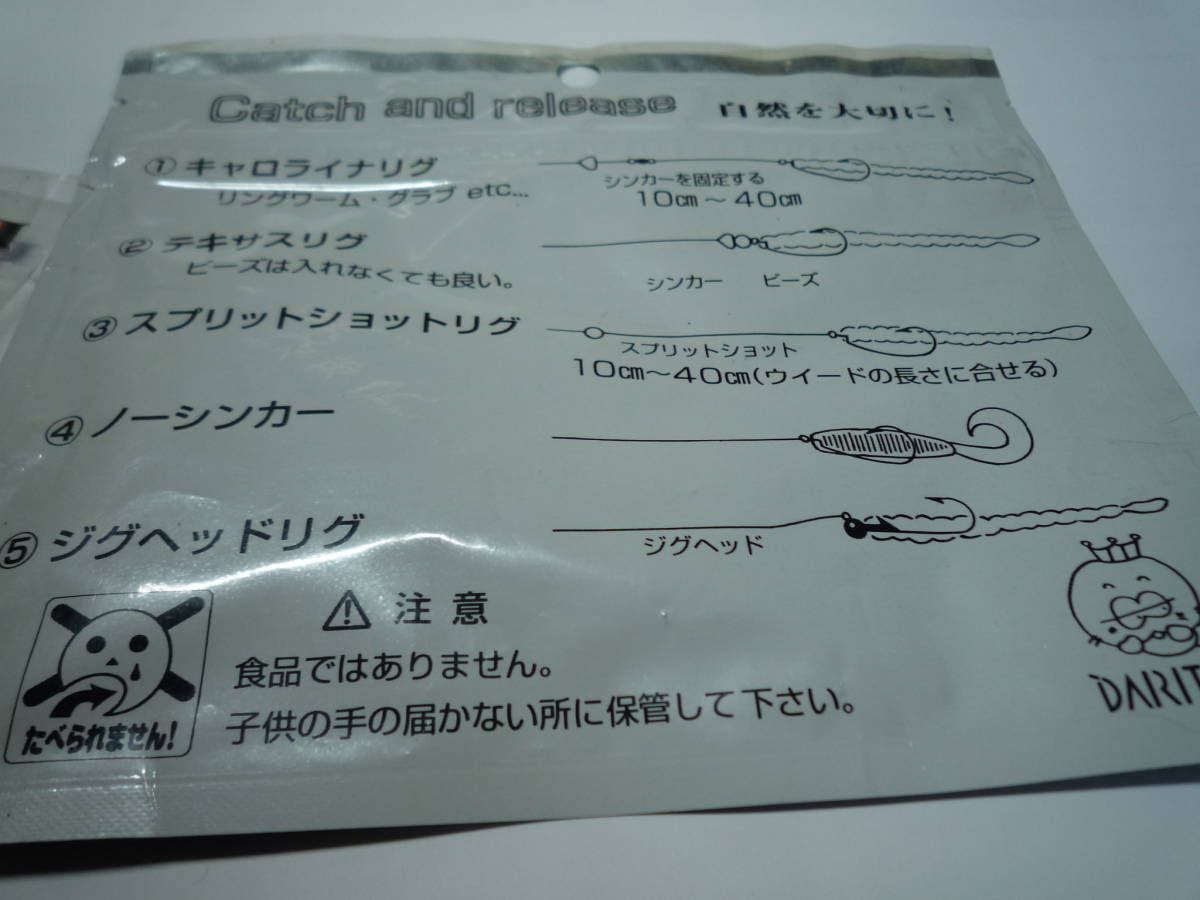 Catch and release 自然を大切に!
① キャロライナリグ
リングワーム・グラブ etc...
シンカーを固定する
10㎝～40㎝
② テキサスリグ
ビーズは入れなくても良い。
シンカー ビーズ
③ スプリットショットリグ
スプリットショット
10㎝～40㎝(ウイードの長さに合せる)
④ ノーシンカー
⑤ ジグヘッドリグ
ジグヘッド
注意
食品ではありません。
子供の手の届かない所に保管して下さい。
たべられません!
DARIT